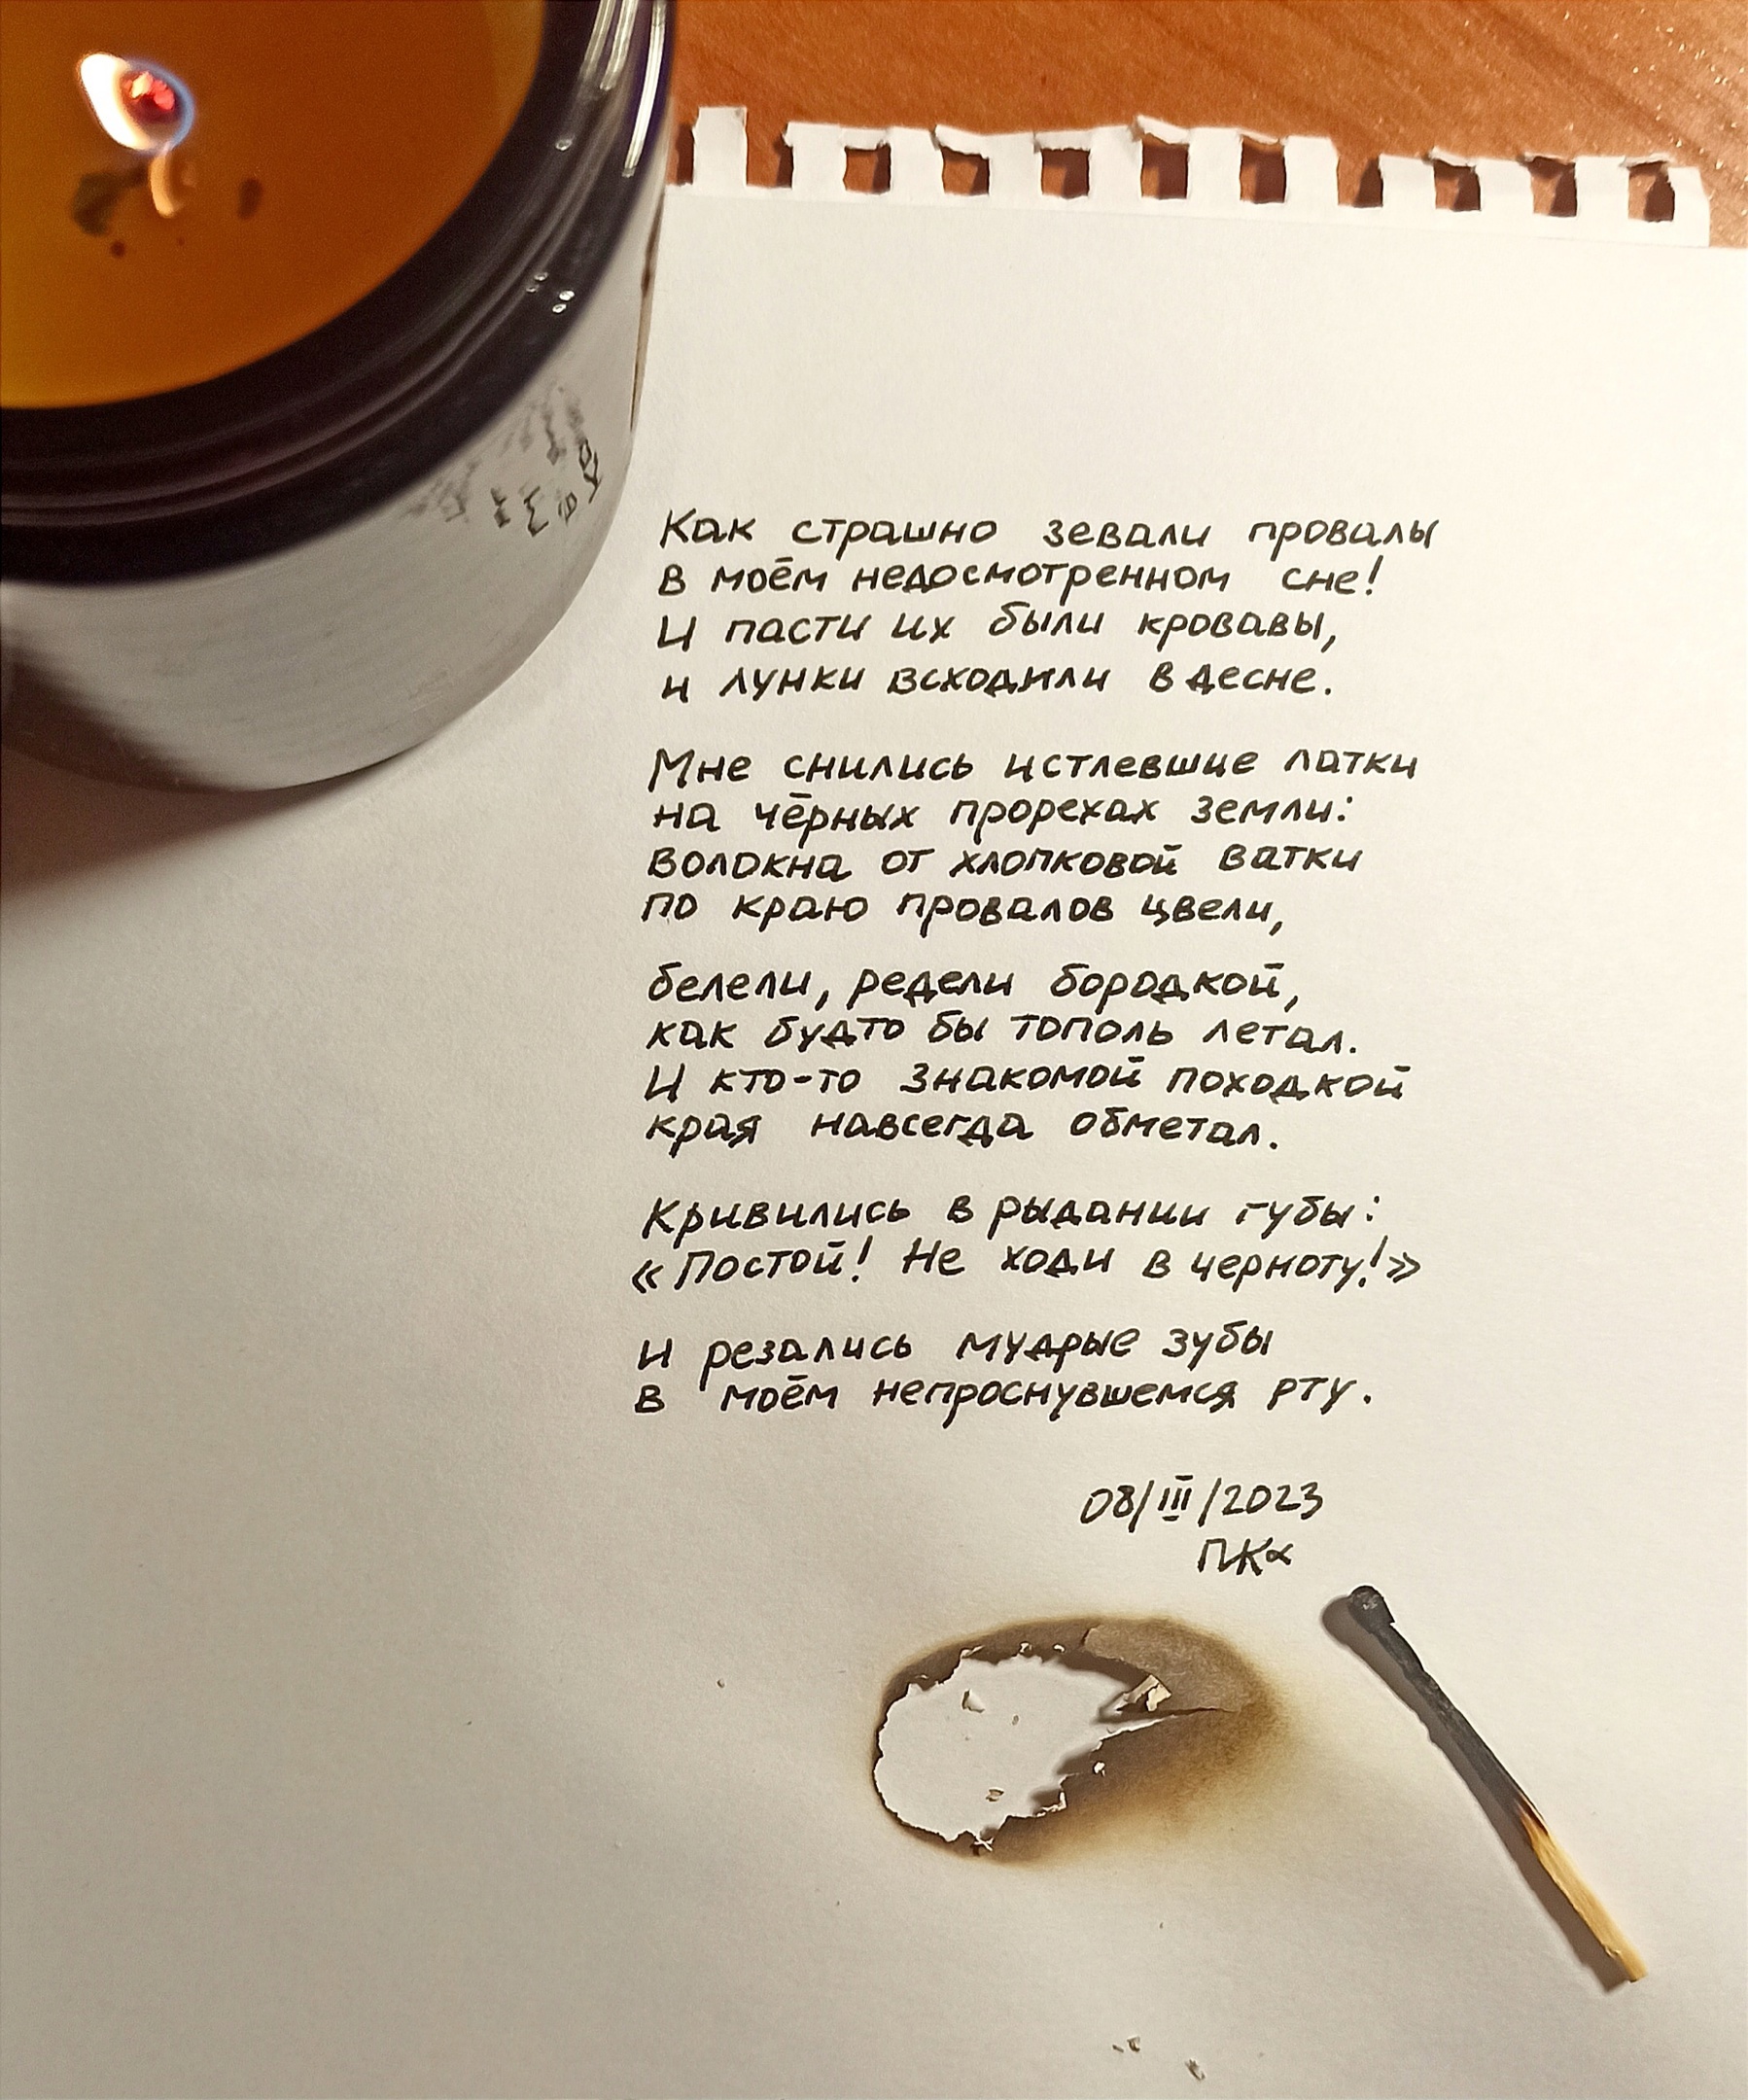 Как страшно зевали провалы
в моём недосмотренном сне!
И пасти их были кровавы,
и лунки всходили в десне.
Мне снились истлевшие латки
на чёрных прорехах земли:
волокна от хлопковой ватки
по краю провалов цвели,
белели, редели бородкой,
как будто бы тополь летал.
И кто-то знакомой походкой
края навсегда обметал.
Кривились в рыдании губы:
«Постой! Не ходи в черноту!»
И резались мудрые зубы
в моём непроснувшемся рту.
08/III/2023
ПКα